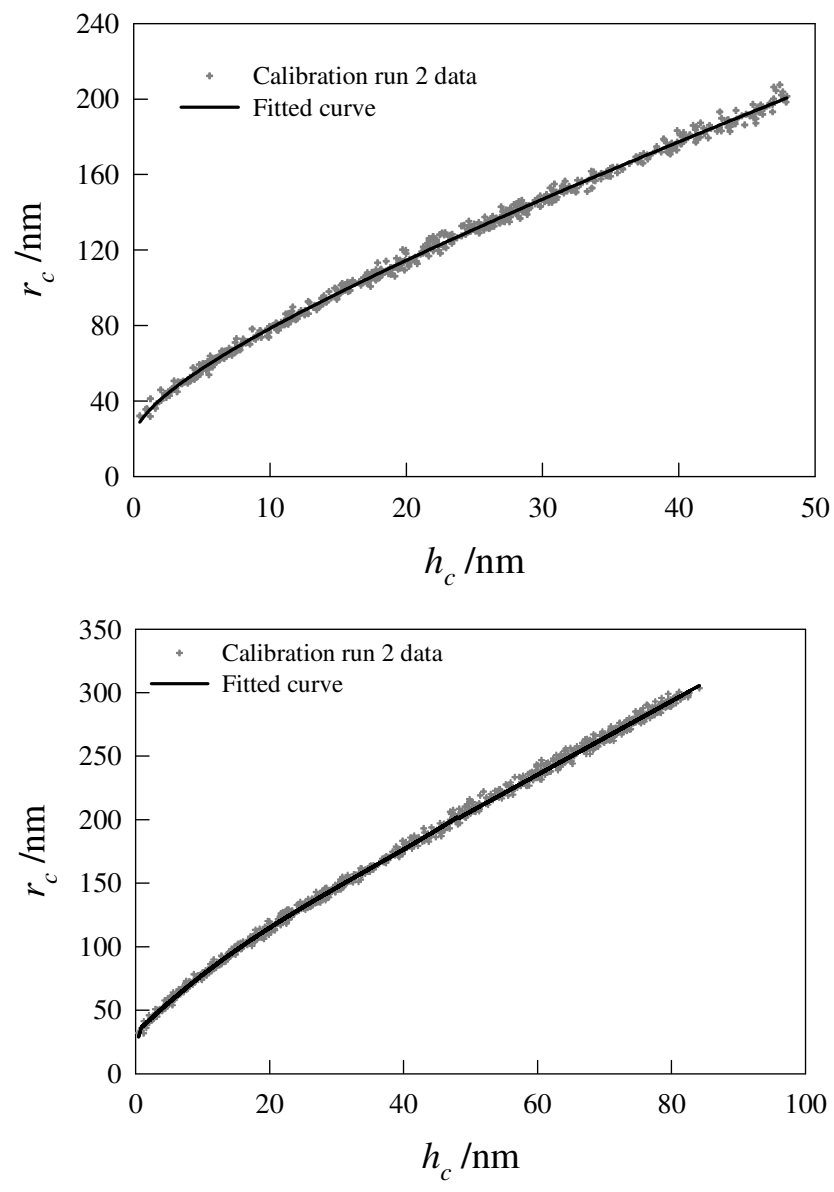 240
200
160
120
80
40
0
r_c /nm
Calibration run 2 data
Fitted curve
0 10 20 30 40 50
h_c /nm
350
300
250
200
150
100
50
0
r_c /nm
Calibration run 2 data
Fitted curve
0 20 40 60 80 100
h_c /nm